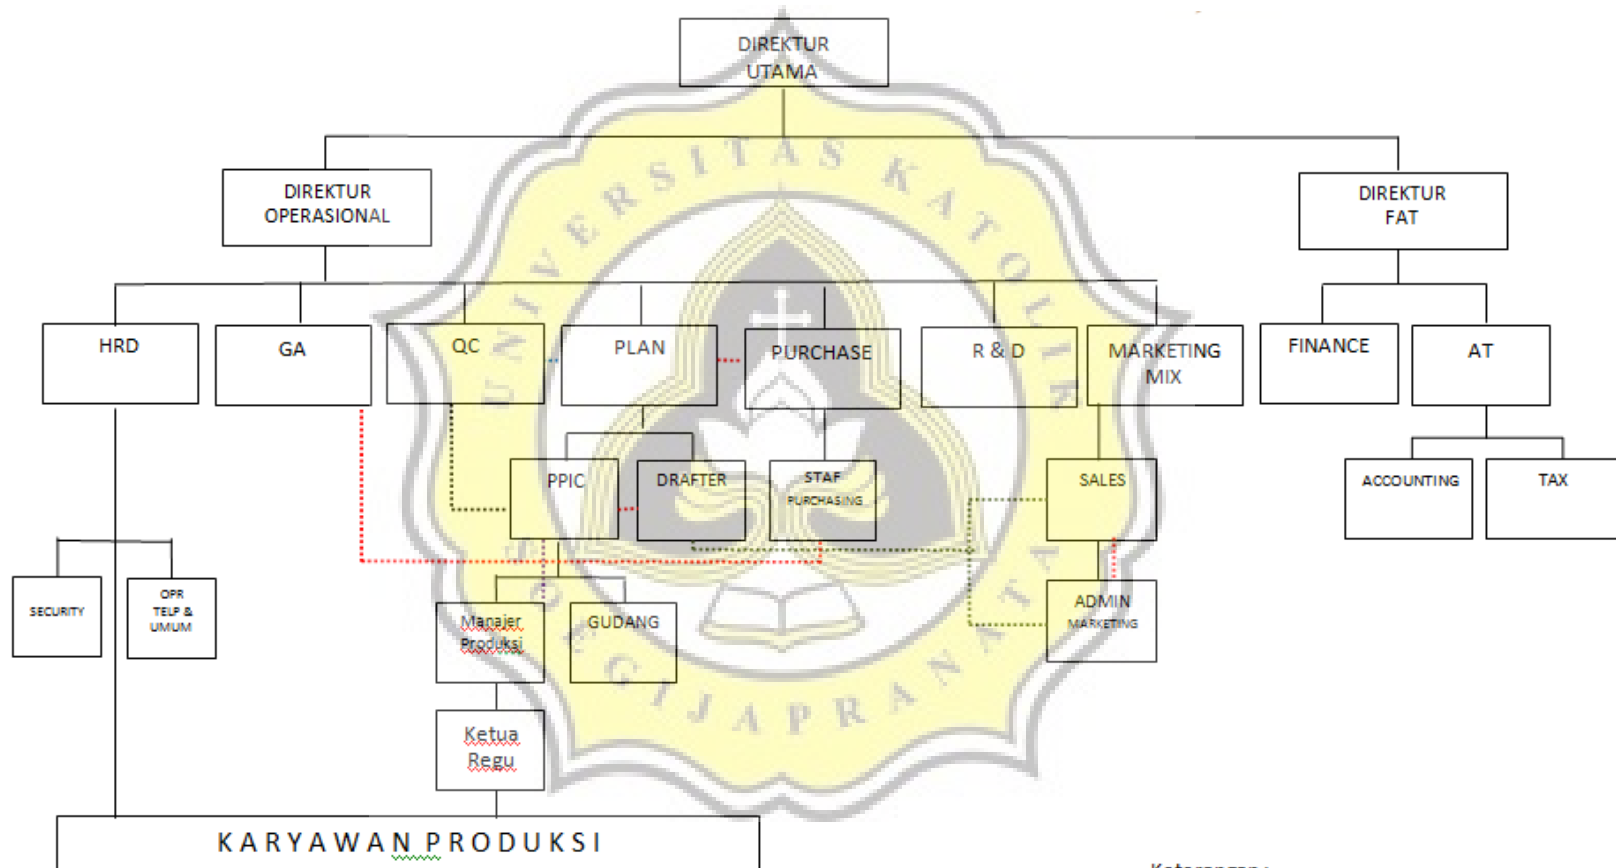 DIREKTUR
UTAMA
DIREKTUR
OPERASIONAL
DIREKTUR
FAT
HRD
GA
QC
PLAN
PURCHASE
R & D
MARKETING
MIX
FINANCE
AT
PPIC
DRAFTER
STAF
PURCHASING
SALES
ACCOUNTING
TAX
SECURITY
OPR
TELP &
UMUM
Manajer
Produksi
GUDANG
ADMIN
MARKETING
Ketua
Regu
KARYAWAN PRODUKSI
Keterangan :
UNIVERSITAS KATOLIK
SOEGIJAPRANATA